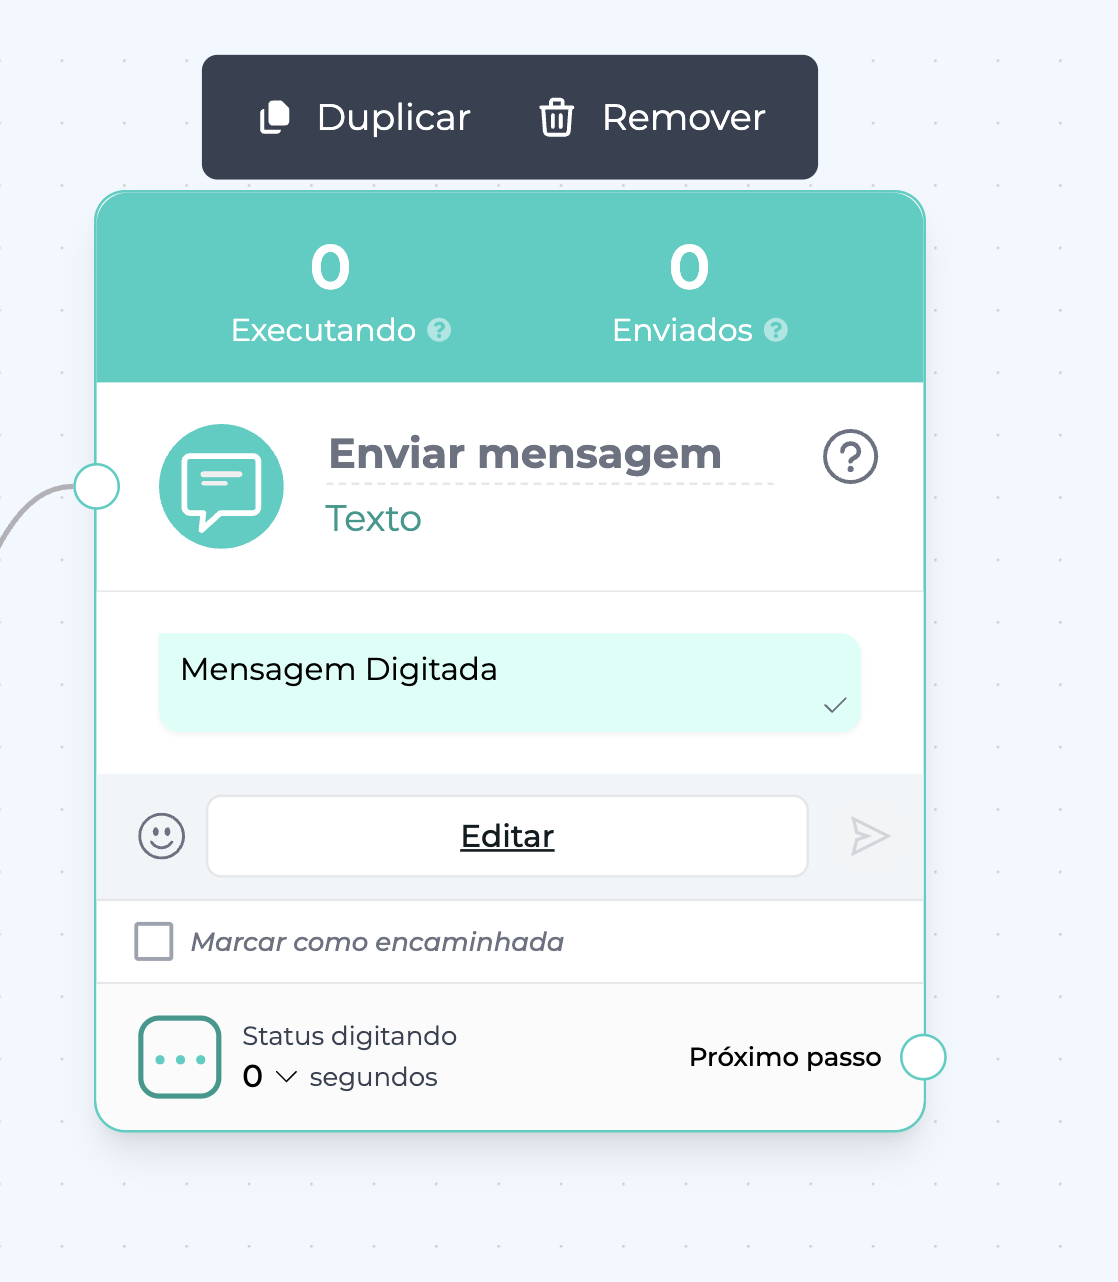 Duplicar Remover
0 0
Executando ? Enviados ?
Enviar mensagem ?
Texto
Mensagem Digitada
Editar
Marcar como encaminhada
Status digitando
0 segundos
Próximo passo